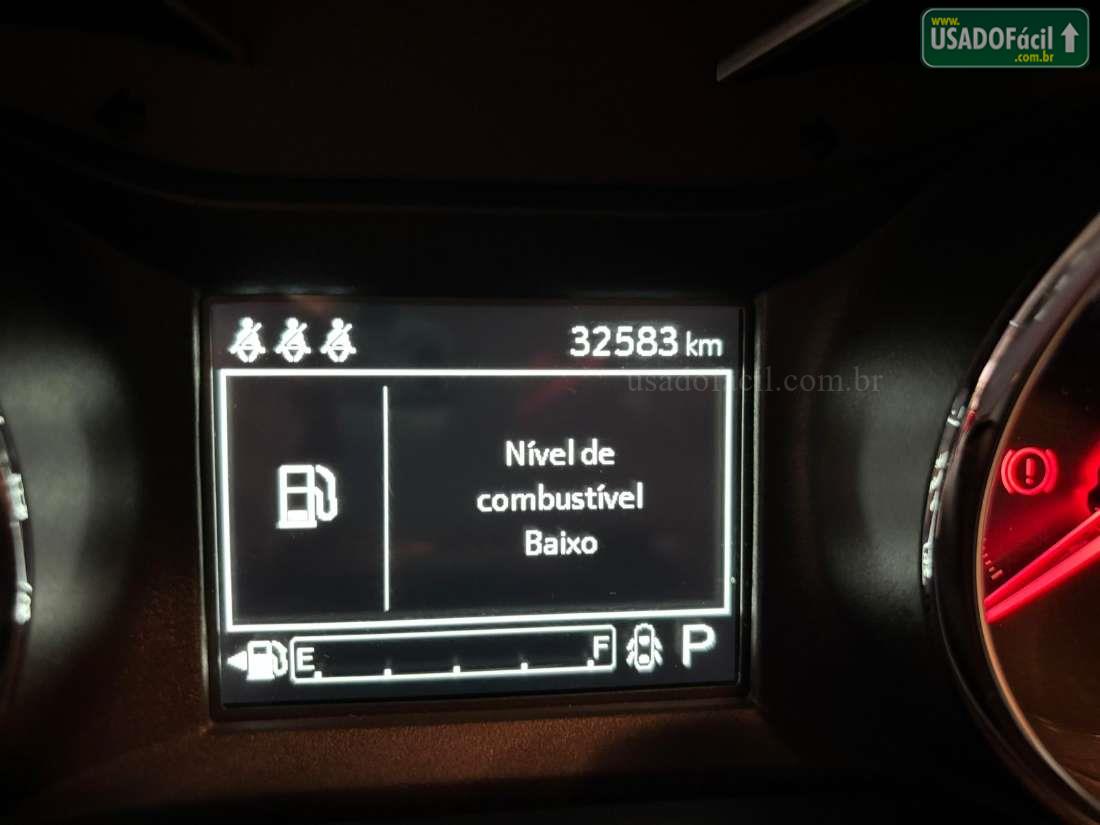 www.
USADOFácil
.com.br
32583 km
usadofacil.com.br
Nível de
combustível
Baixo
E F P